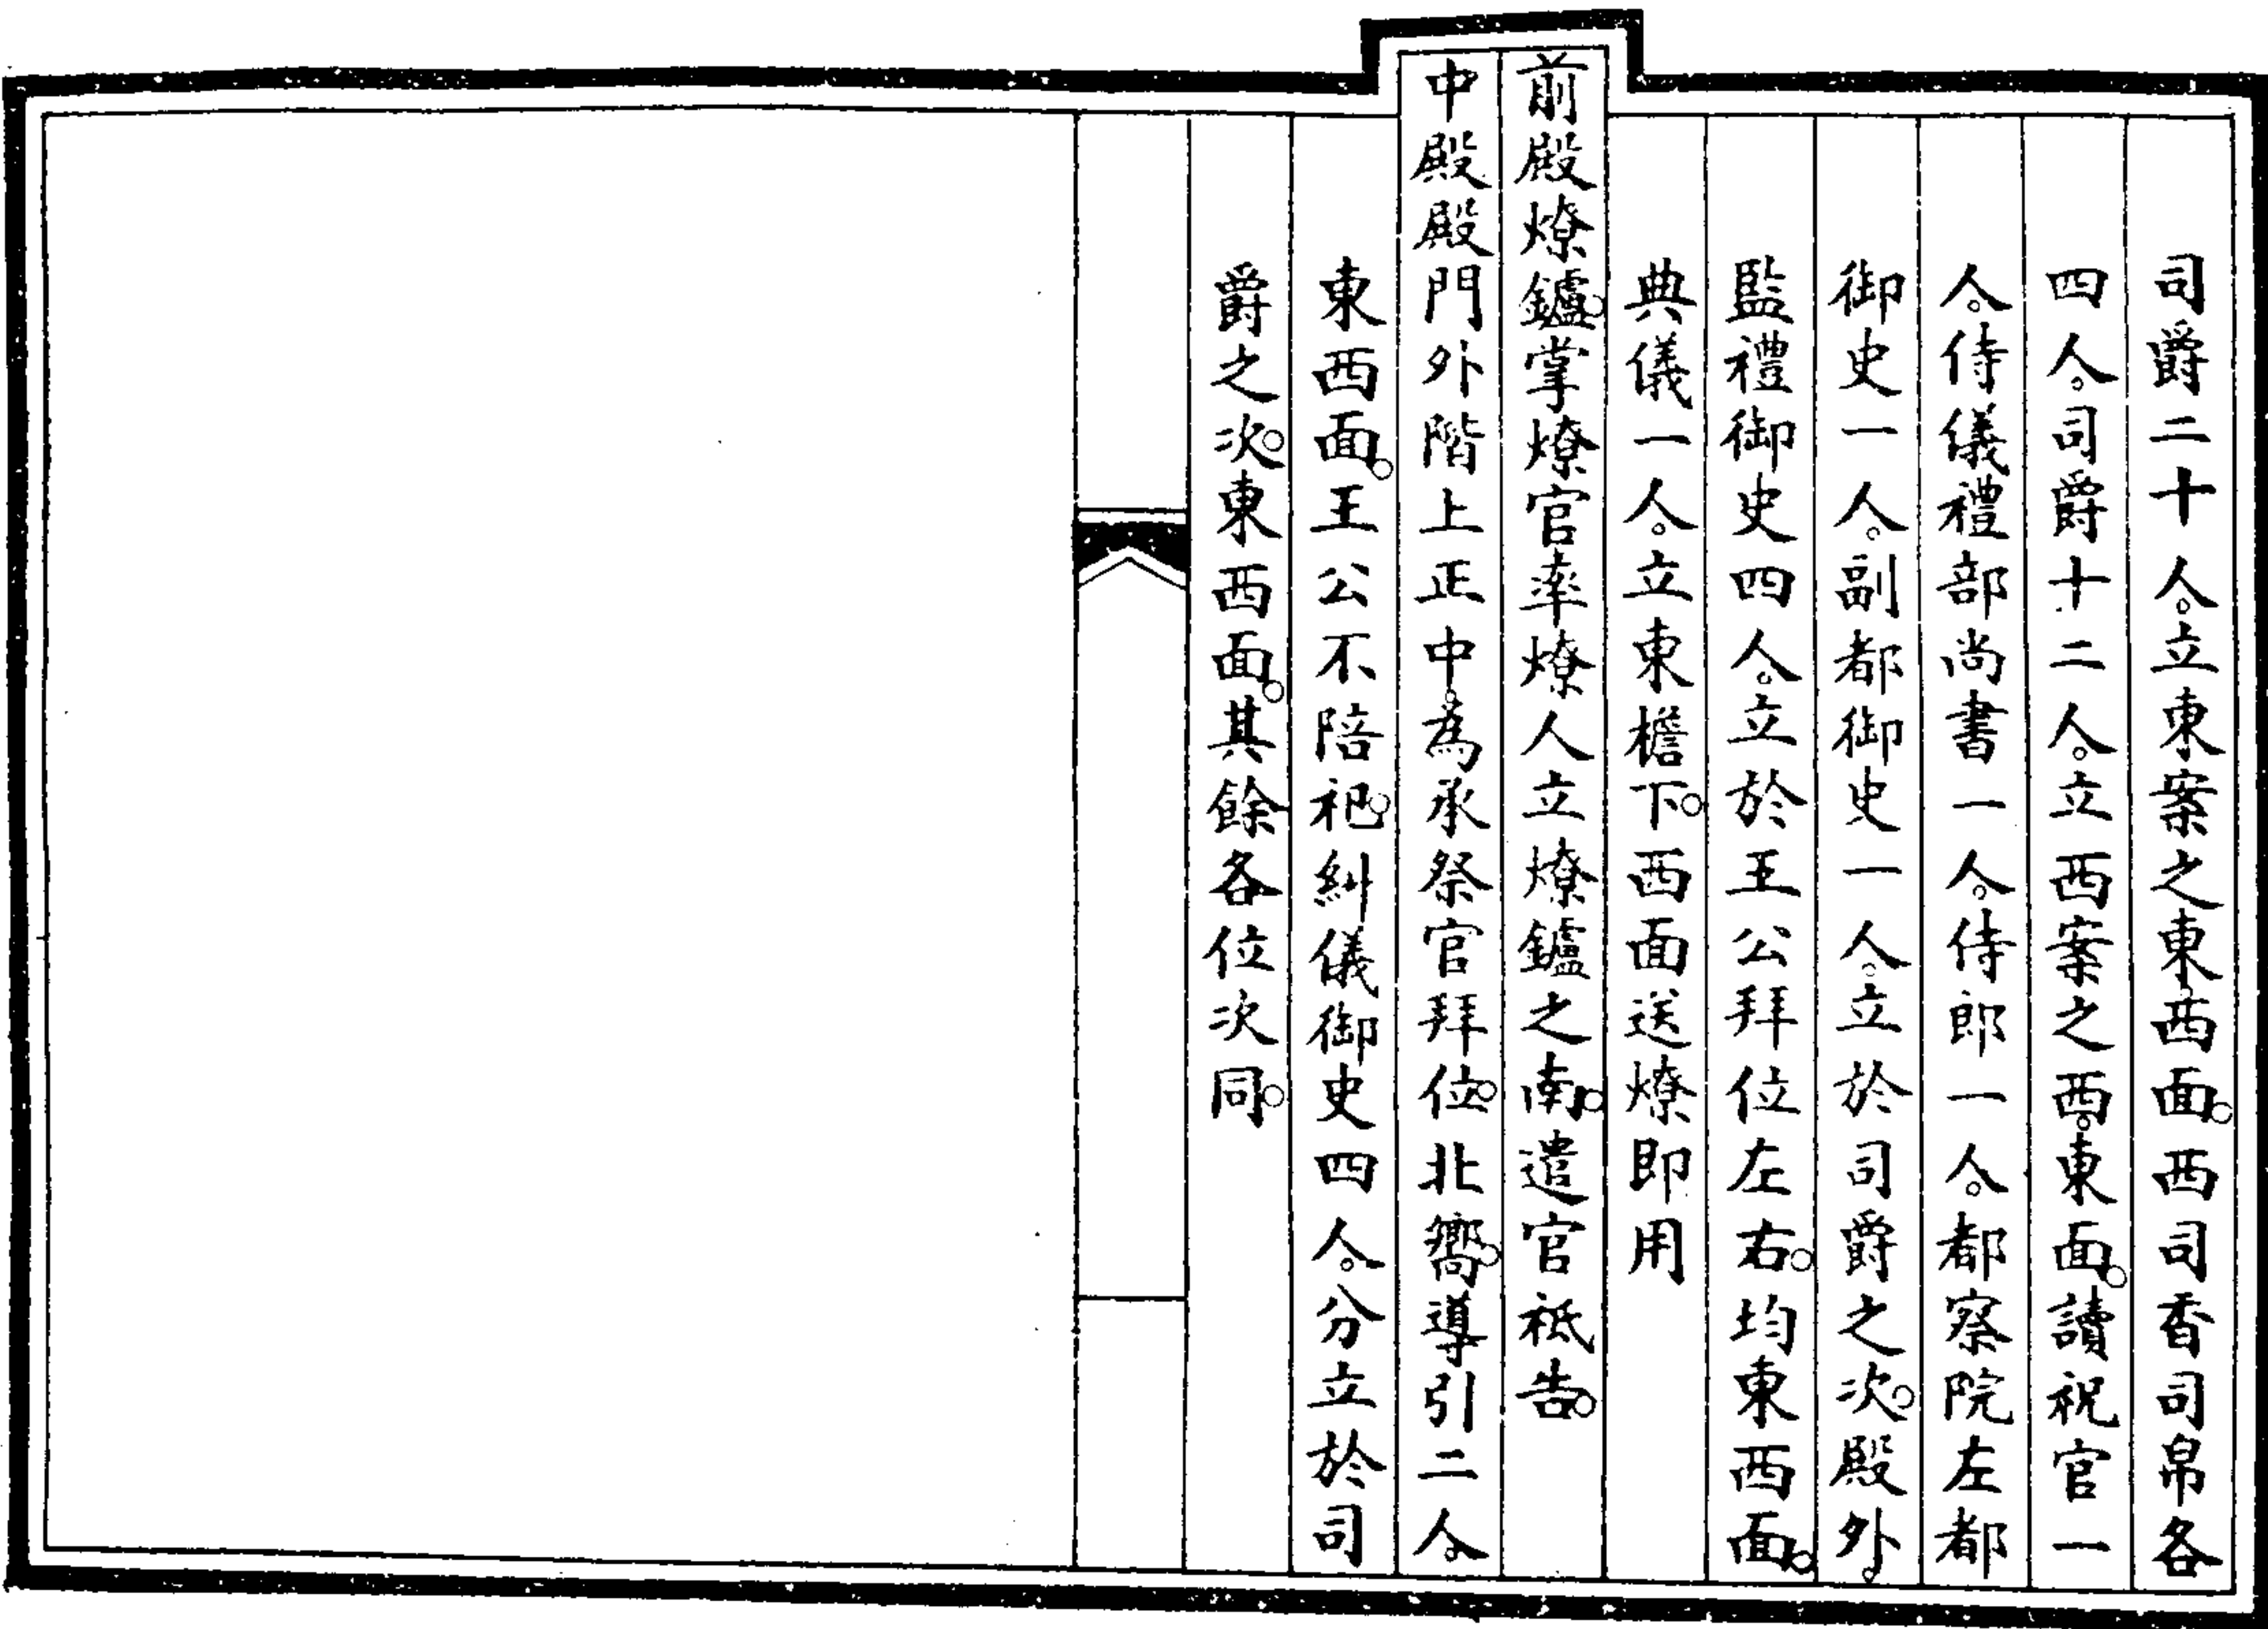 司爵二十人。立東案之東。西面。西司香司帛各
四人。司爵十二人。立西案之西。東面。讀祝官一
人。侍儀禮部尚書一人。侍郎一人。都察院左都
御史一人。副都御史一人。立於司爵之次。殿外。
監禮御史四人。立於王公拜位左右。均東西面。
典儀一人。立東檐下。西面送燎即用
前殿燎鑪。掌燎官率燎人立燎鑪之南。遣官祗告。
中殿殿門外階上正中。為承祭官拜位。北嚮。導引二人。
東西面。王公不陪祀。糾儀御史四人。分立於司
爵之次。東西面。其餘各位次同。